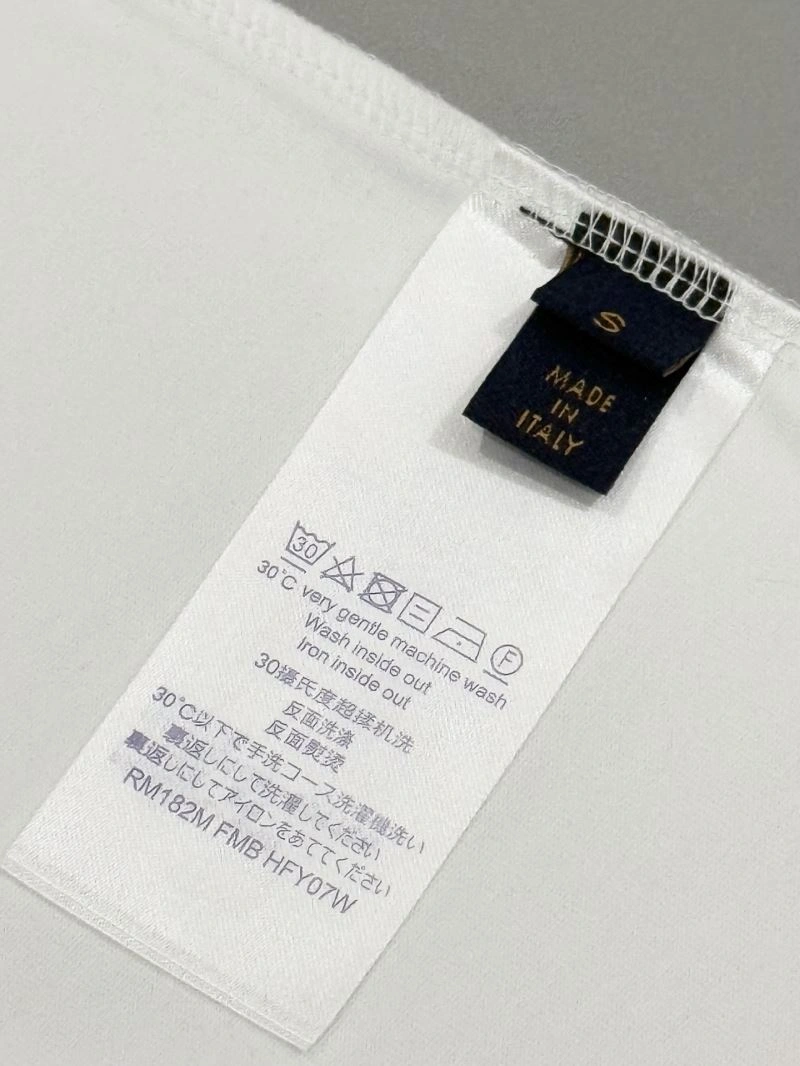 S
MADE
IN
ITALY
30
F
30°C very gentle machine wash
Wash inside out
Iron inside out
30攝氏度超揉机洗
反面洗涤
反面熨烫
30°C以下で手洗コース洗濯機洗い
裏返しにして洗濯してください
裏返しにしてアイロンをあててください
RM182M FMB HFY07W